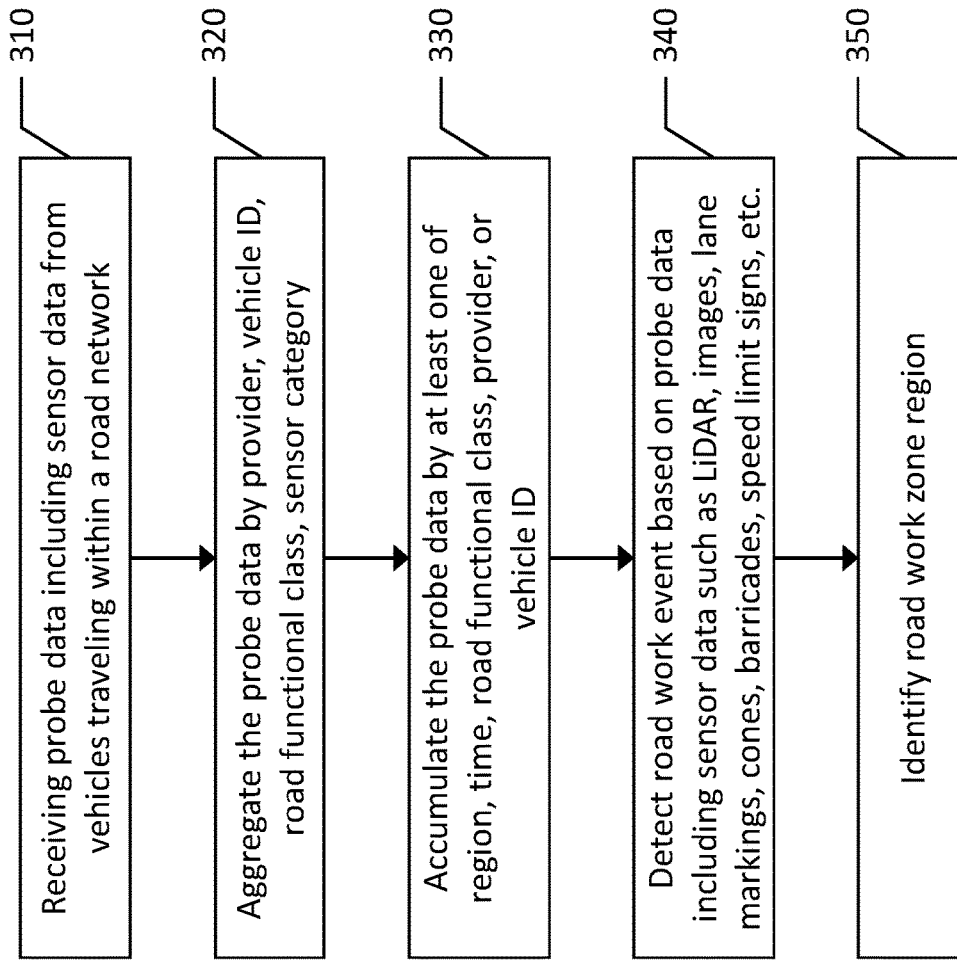 Receiving probe data including sensor data from
vehicles traveling within a road network
310
Aggregate the probe data by provider, vehicle ID,
road functional class, sensor category
320
Accumulate the probe data by at least one of
region, time, road functional class, provider, or
vehicle ID
330
Detect road work event based on probe data
including sensor data such as LiDAR, images, lane
markings, cones, barricades, speed limit signs, etc.
340
Identify road work zone region
350